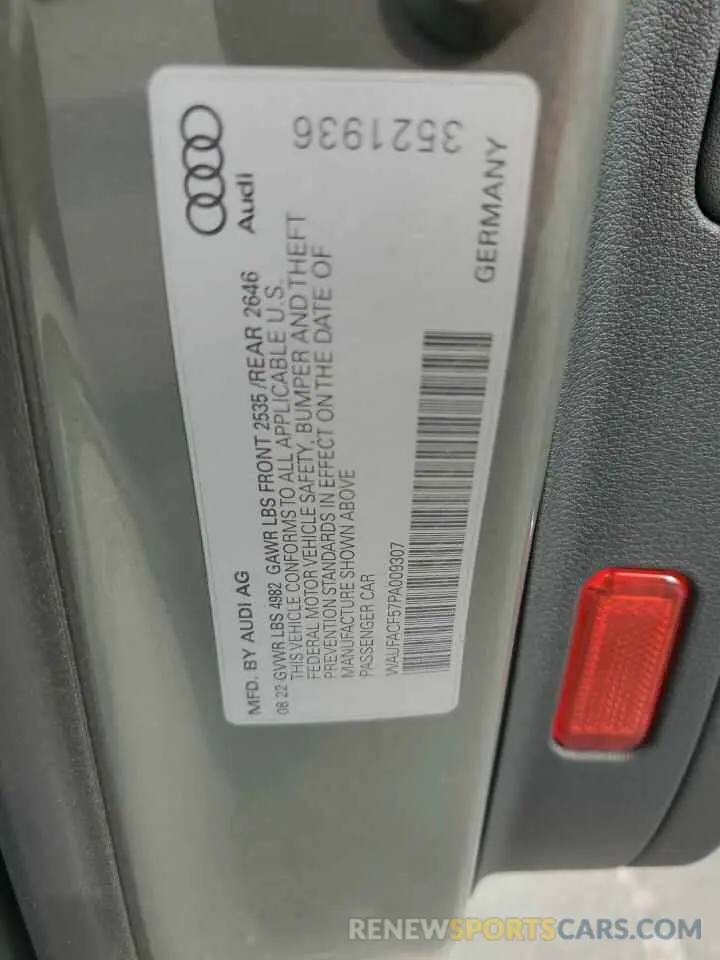 Audi
3521936
MFD. BY AUDI AG
GERMANY
08 22 GVWR LBS 4982 GAWR LBS FRONT 2535 /REAR 2646
THIS VEHICLE CONFORMS TO ALL APPLICABLE U.S.
FEDERAL MOTOR VEHICLE SAFETY, BUMPER AND THEFT
PREVENTION STANDARDS IN EFFECT ON THE DATE OF
MANUFACTURE SHOWN ABOVE
PASSENGER CAR
WAUFACF57PA009307
RENEWSPORTSCARS.COM